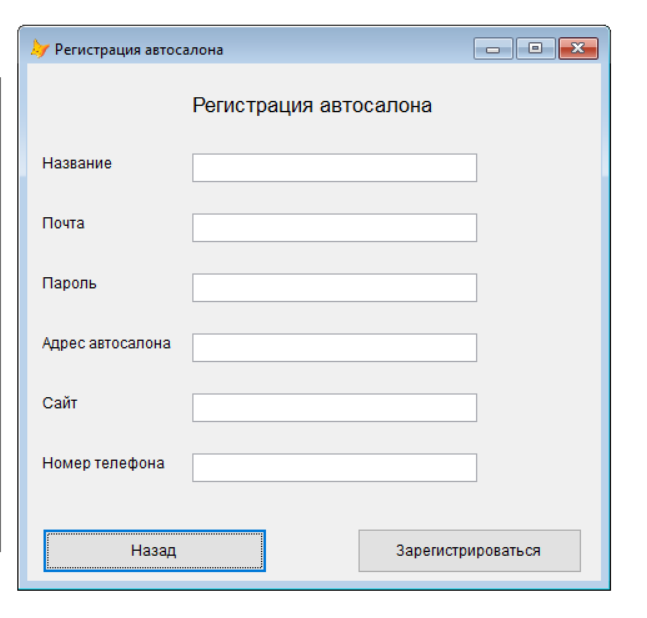 Регистрация автосалона
Регистрация автосалона
Название
Почта
Пароль
Адрес автосалона
Сайт
Номер телефона
Назад Зарегистрироваться